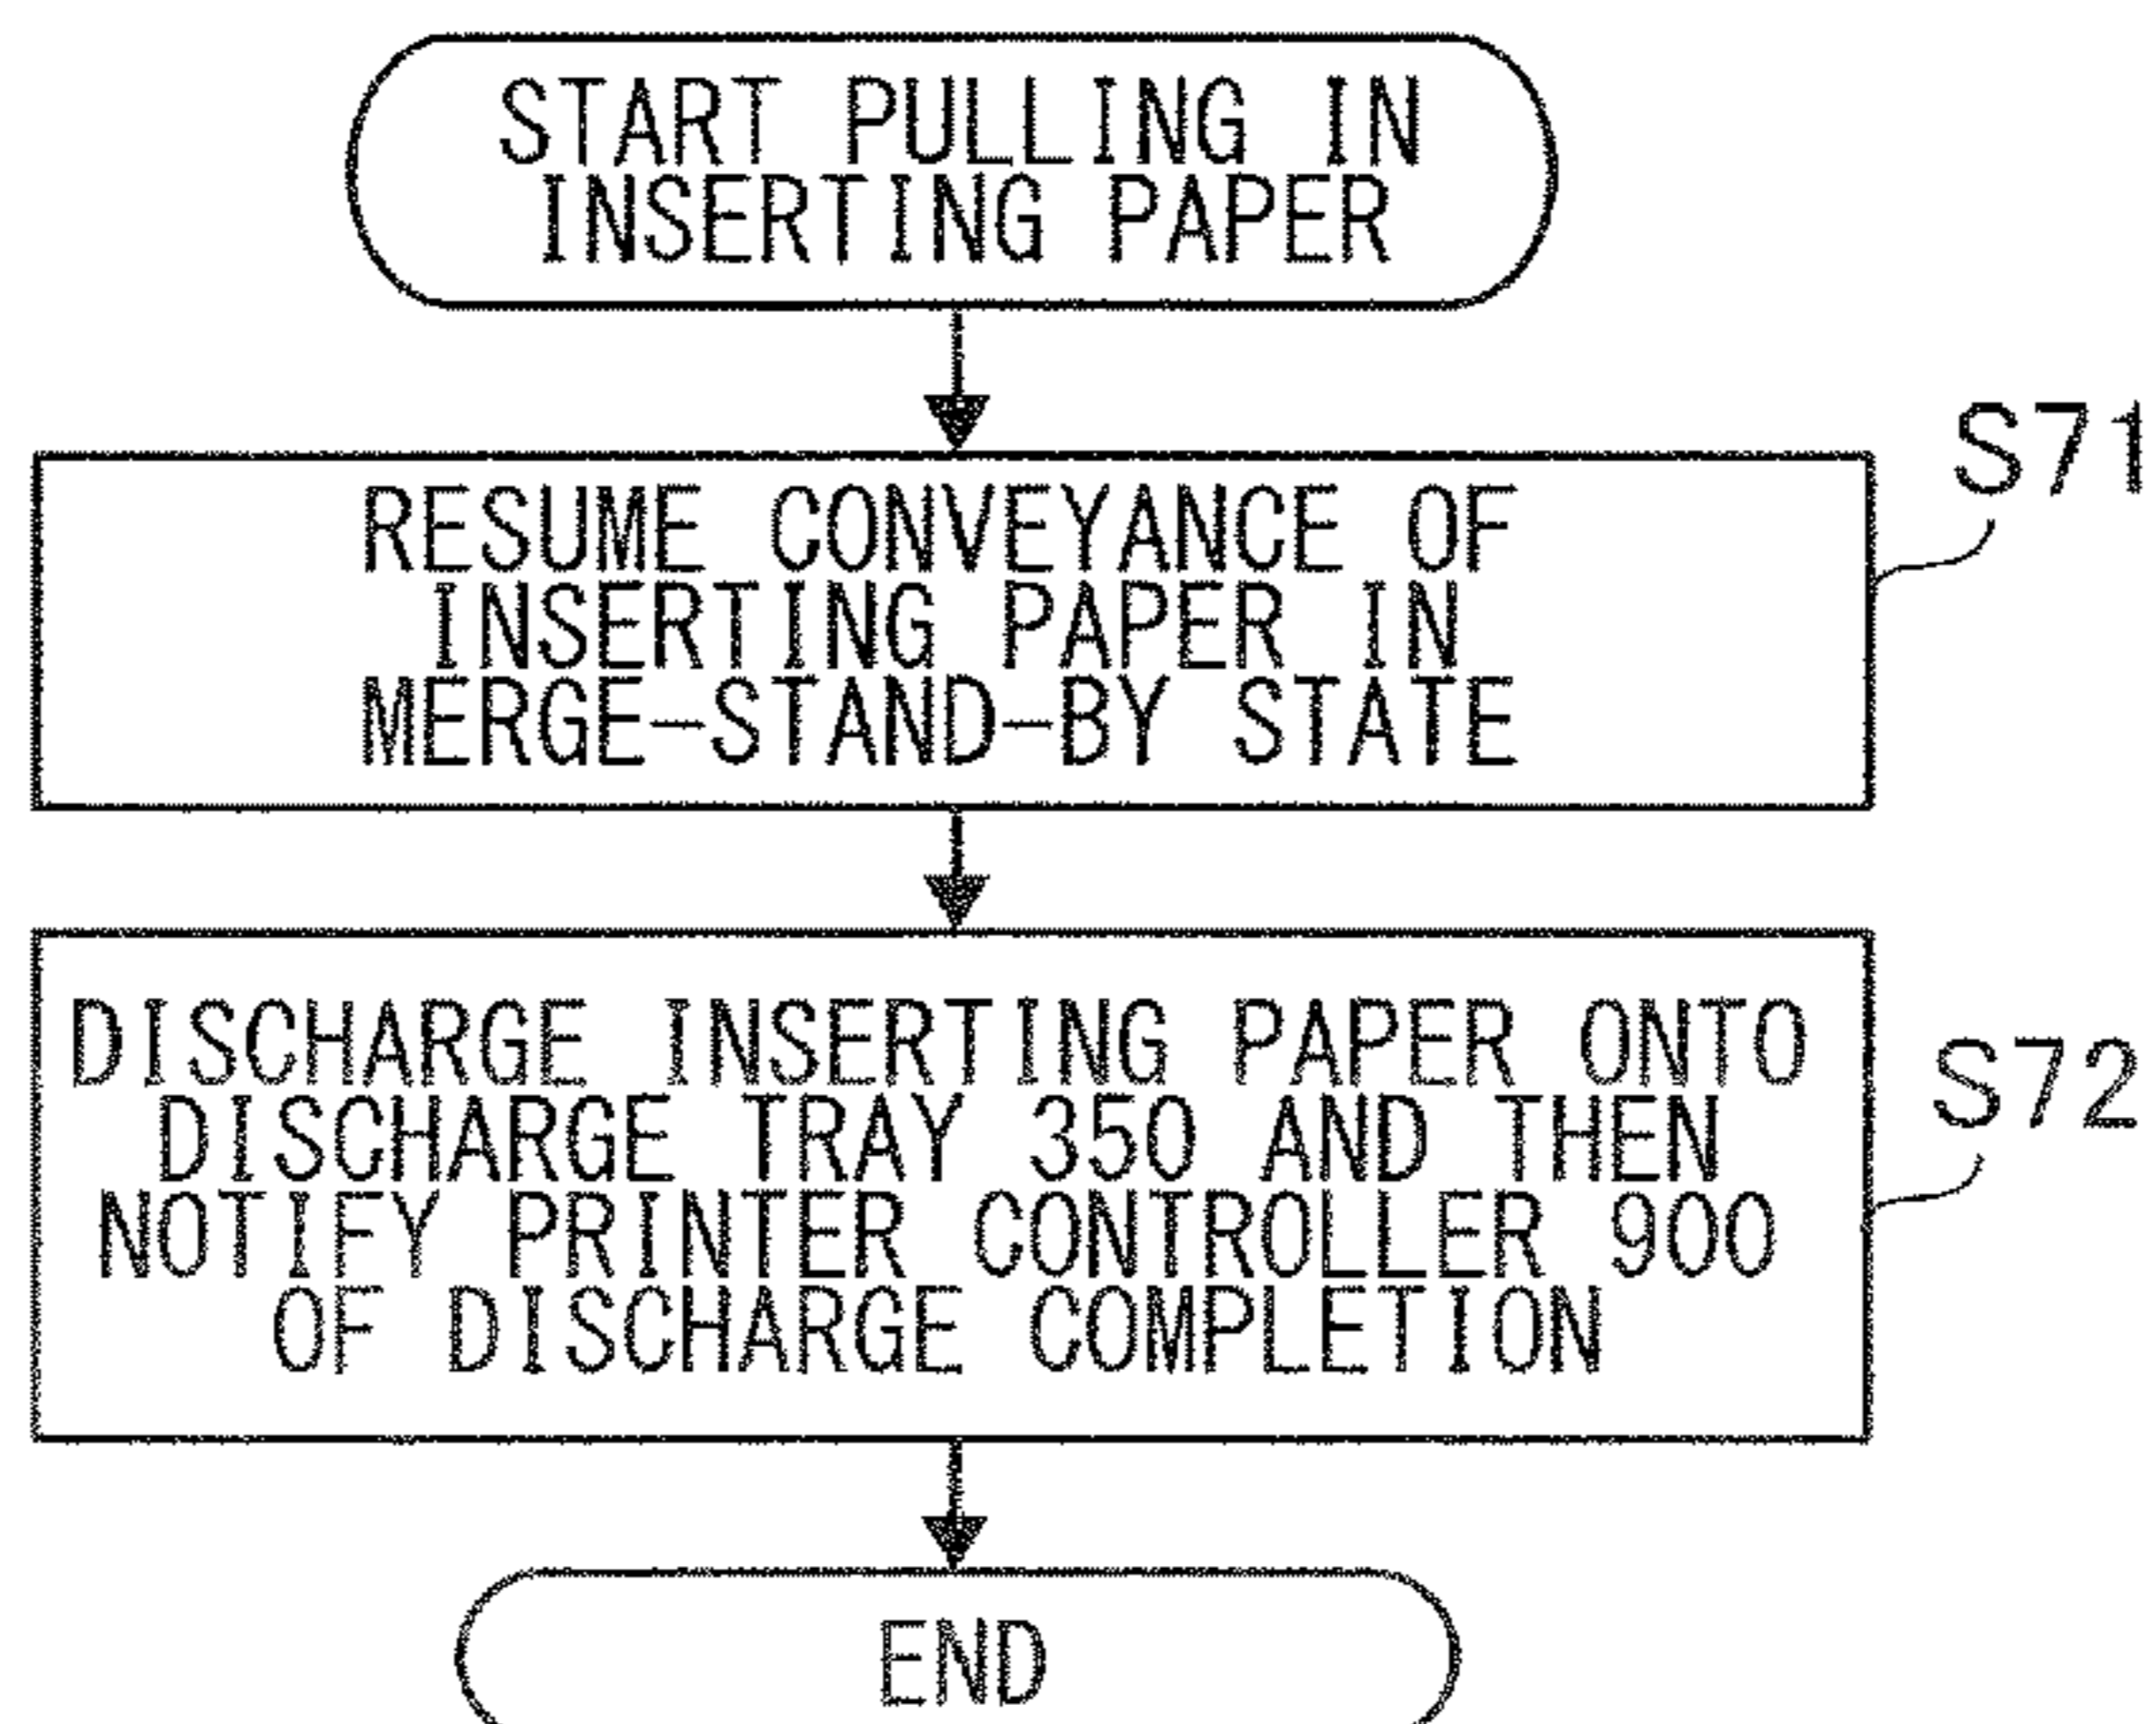 START PULLING IN
INSERTING PAPER
S71
RESUME CONVEYANCE OF
INSERTING PAPER IN
MERGE-STAND-BY STATE
DISCHARGE INSERTING PAPER ONTO
DISCHARGE TRAY 350 AND THEN
NOTIFY PRINTER CONTROLLER 900
OF DISCHARGE COMPLETION
S72
END